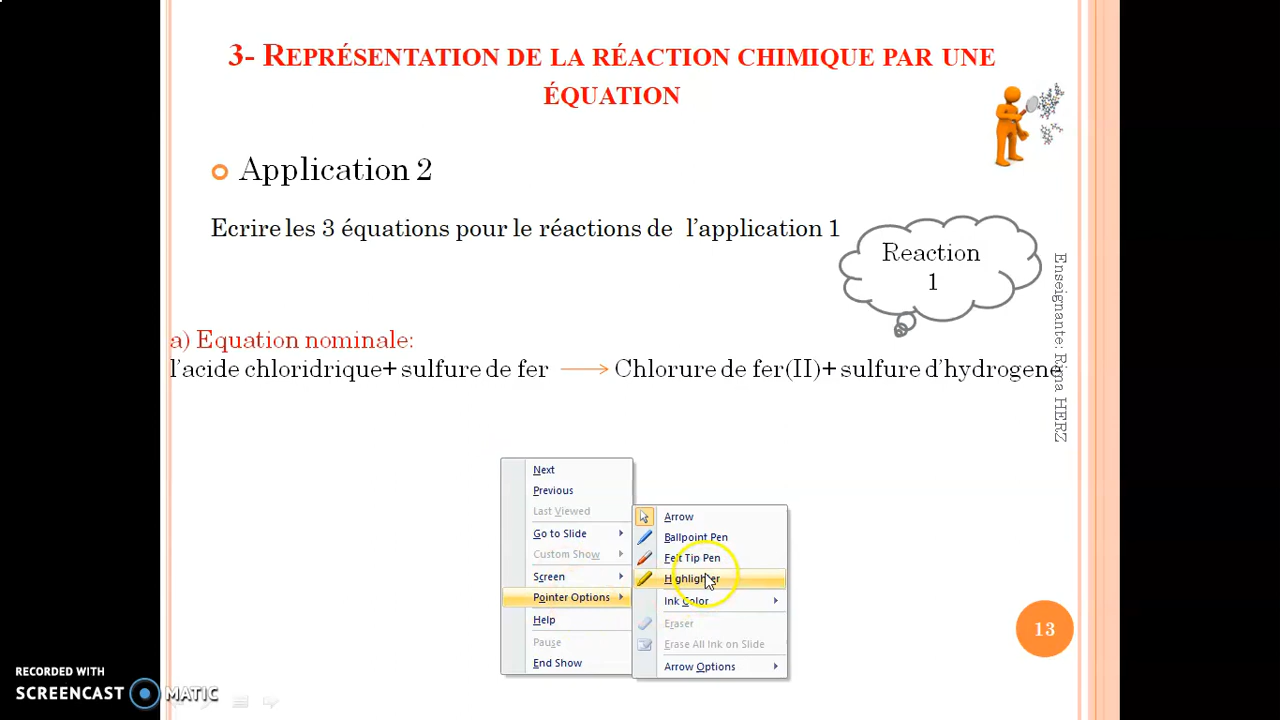 3- REPRÉSENTATION DE LA RÉACTION CHIMIQUE PAR UNE
ÉQUATION
Application 2
Ecrire les 3 équations pour le réactions de l'application 1
Reaction
1
Enseignante: Rima HERZ
a) Equation nominale:
l'acide chloridrique+ sulfure de fer → Chlorure de fer(II)+ sulfure d'hydrogene
Next
Previous
Last Viewed
Go to Slide
Custom Show
Screen
Pointer Options
Help
Pause
End Show
Arrow
Ballpoint Pen
Felt Tip Pen
Highlighter
Ink Color
Eraser
Erase All Ink on Slide
Arrow Options
13
RECORDED WITH
SCREENCAST MATIC